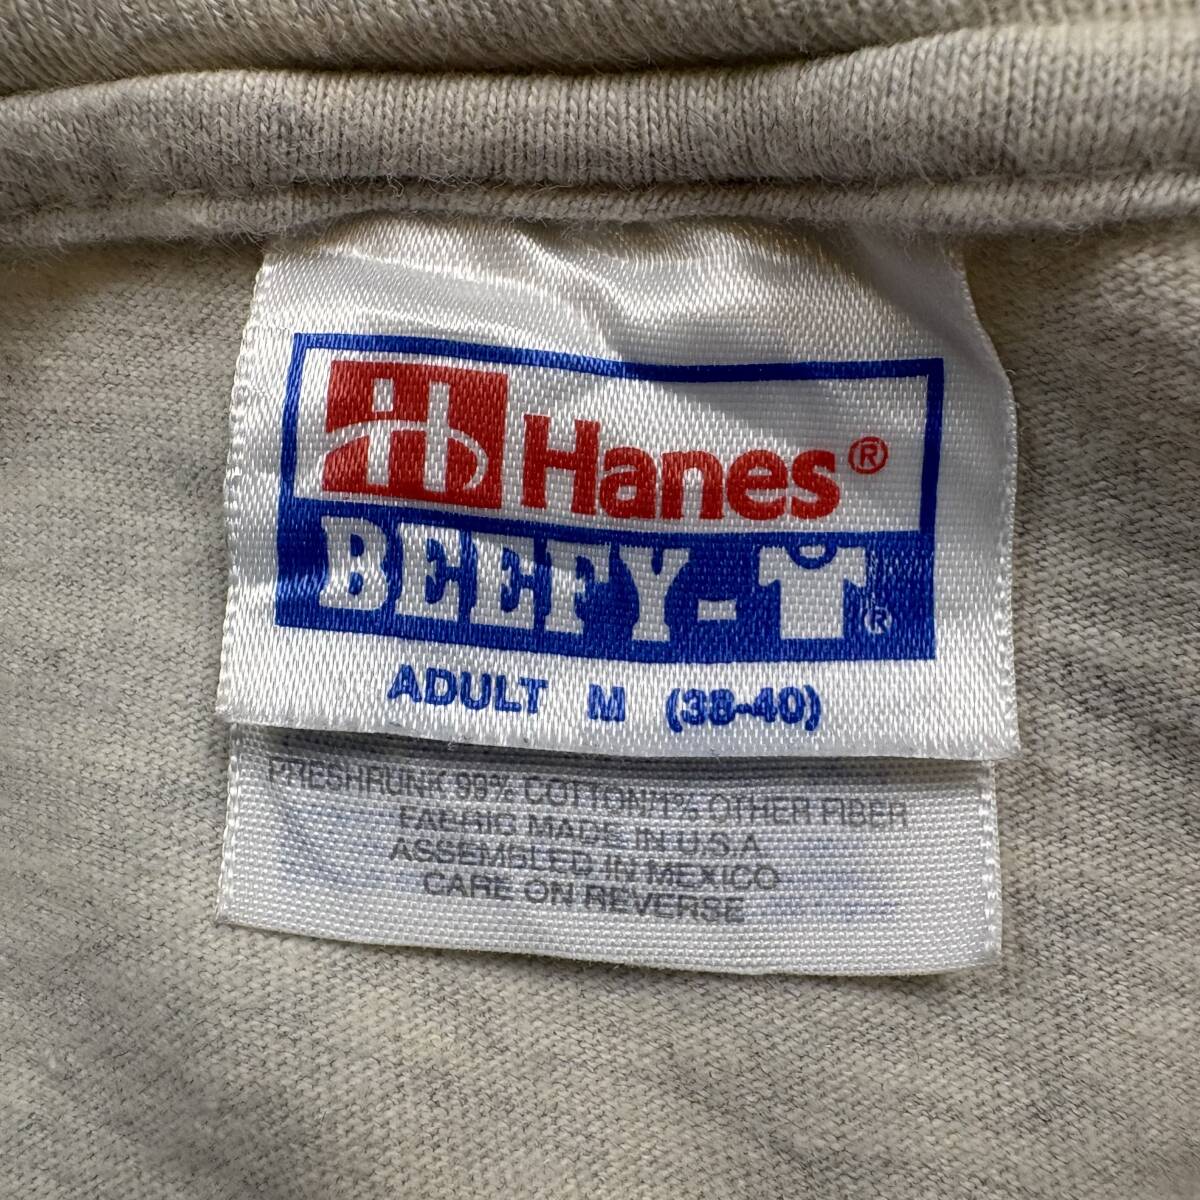 Hanes®
BEEFY-T®
ADULT M (38-40)
PRESHRUNK 99% COTTON/1% OTHER FIBER
FABRIC MADE IN U.S.A
ASSEMBLED IN MEXICO
CARE ON REVERSE